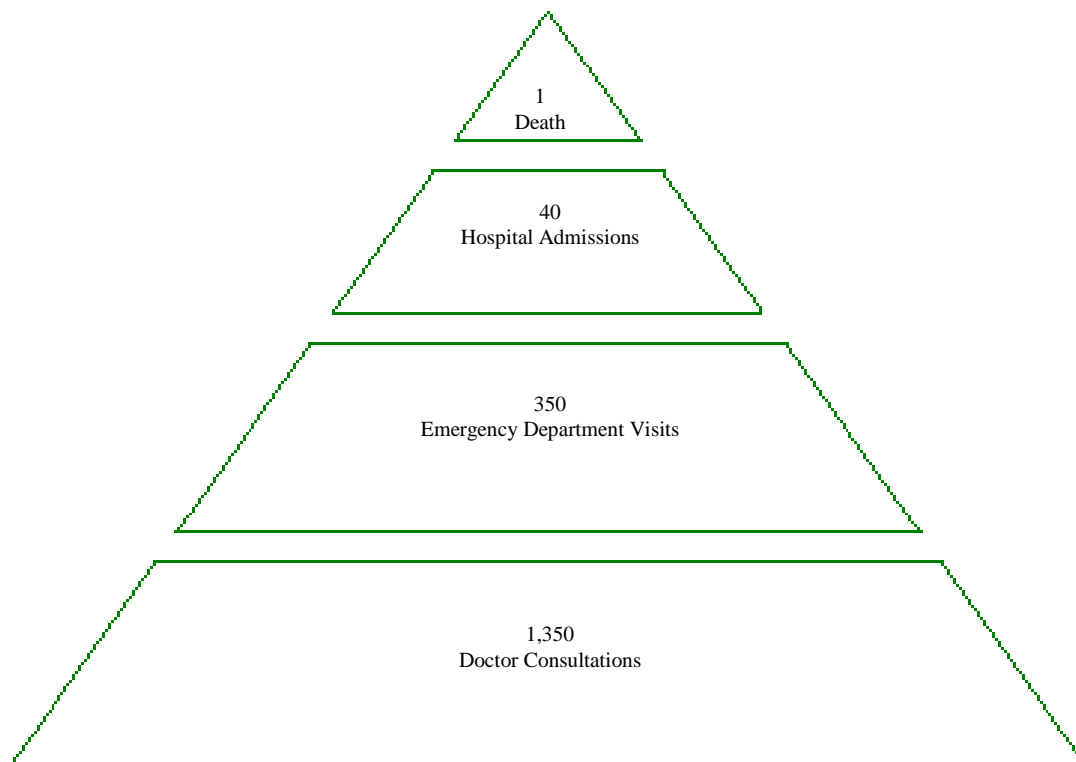 1
Death
40
Hospital Admissions
350
Emergency Department Visits
1,350
Doctor Consultations